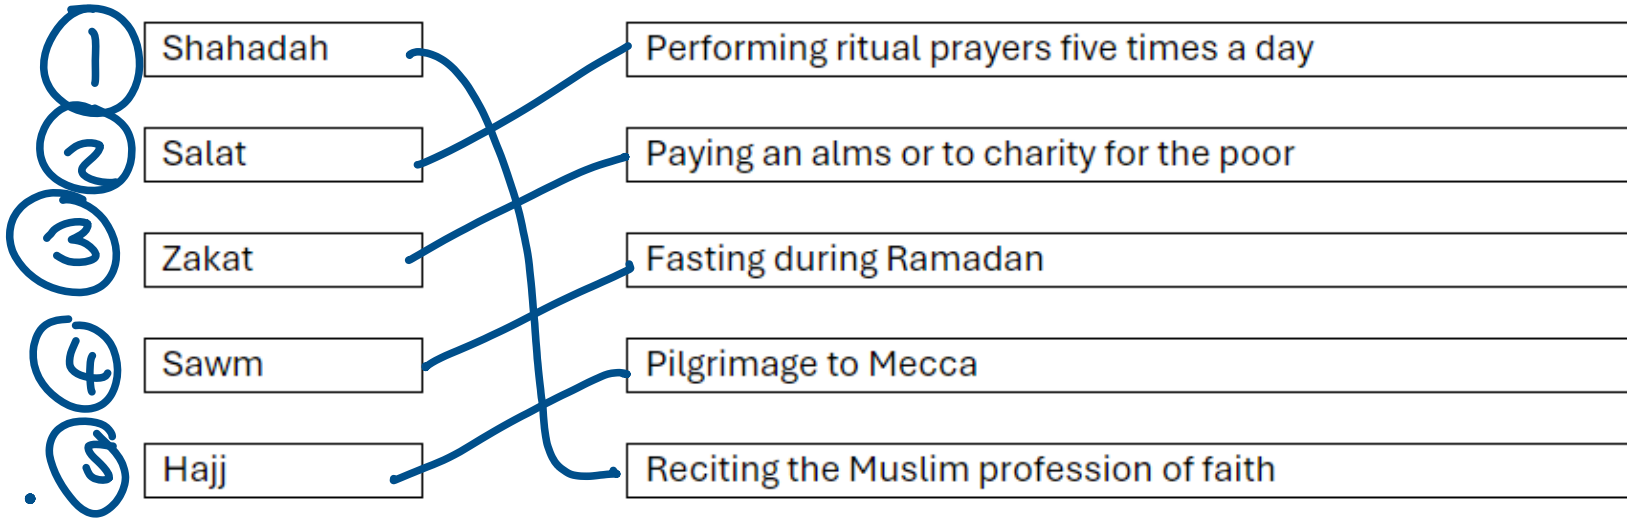 1 Shahadah Performing ritual prayers five times a day
2 Salat Paying an alms or to charity for the poor
3 Zakat Fasting during Ramadan
4 Sawm Pilgrimage to Mecca
5 Hajj Reciting the Muslim profession of faith